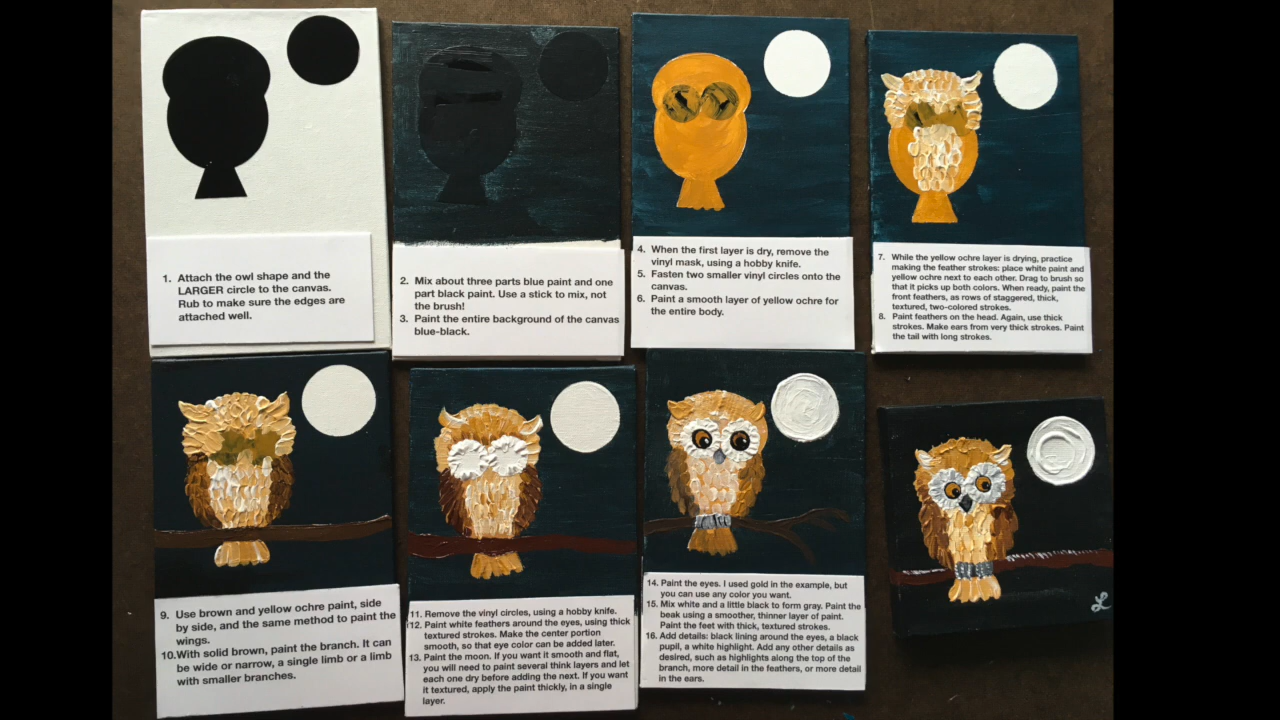 1. Attach the owl shape and the
LARGER circle to the canvas.
Rub to make sure the edges are
attached well.
2. Mix about three parts blue paint and one
part black paint. Use a stick to mix, not
the brush!
3. Paint the entire background of the canvas
blue-black.
4. When the first layer is dry, remove the
vinyl mask, using a hobby knife.
5. Fasten two smaller vinyl circles onto the
canvas.
6. Paint a smooth layer of yellow ochre for
the entire body.
7. While the yellow ochre layer is drying, practice
making the feather strokes: place white paint and
yellow ochre next to each other. Drag to brush so
that it picks up both colors. When ready, paint the
front feathers, as rows of staggered, thick,
textured, two-colored strokes.
8. Paint feathers on the head. Again, use thick
strokes. Make ears from very thick strokes. Paint
the tail with long strokes.
9. Use brown and yellow ochre paint, side
by side, and the same method to paint the
wings.
10.With solid brown, paint the branch. It can
be wide or narrow, a single limb or a limb
with smaller branches.
11. Remove the vinyl circles, using a hobby knife.
12. Paint white feathers around the eyes, using thick
textured strokes. Make the center portion
smooth, so that eye color can be added later.
13. Paint the moon. If you want it smooth and flat,
you will need to paint several think layers and let
each one dry before adding the next. If you want
it textured, apply the paint thickly, in a single
layer.
14. Paint the eyes. I used gold in the example, but
you can use any color you want.
15. Mix white and a little black to form gray. Paint the
beak using a smoother, thinner layer of paint.
Paint the feet with thick, textured strokes.
16. Add details: black lining around the eyes, a black
pupil, a white highlight. Add any other details as
desired, such as highlights along the top of the
branch, more detail in the feathers, or more detail
in the ears.